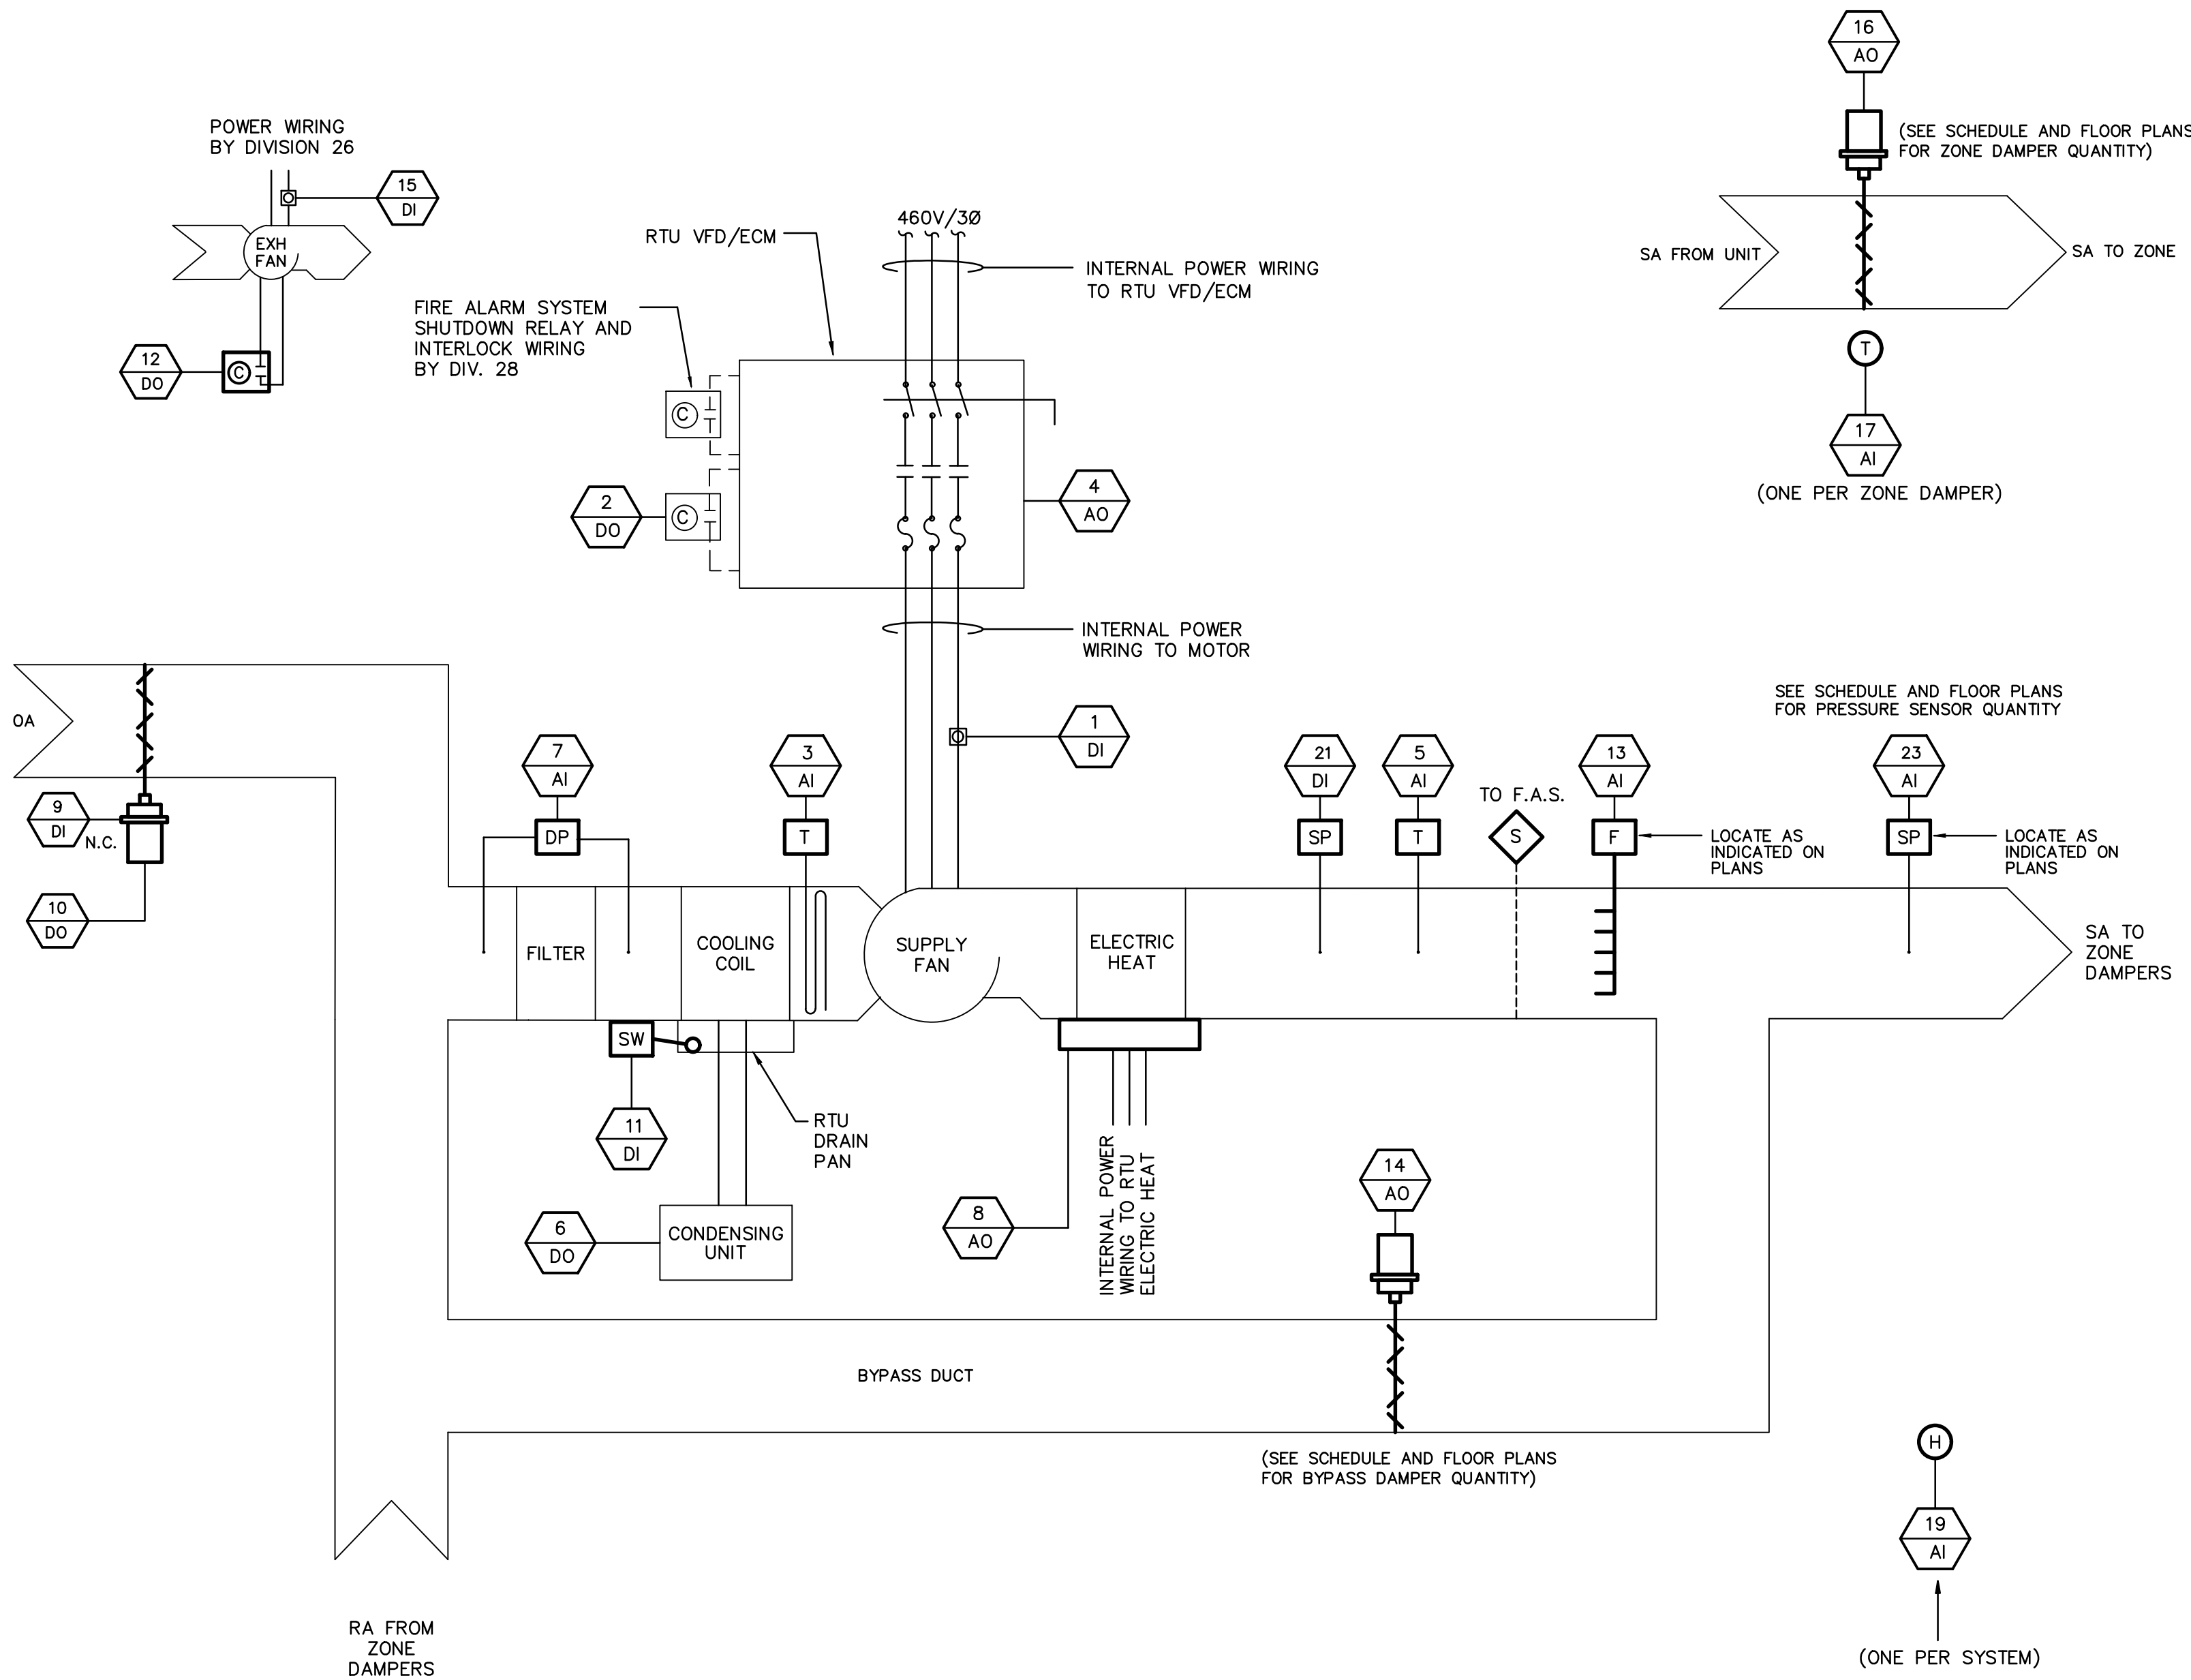 16
AO
(SEE SCHEDULE AND FLOOR PLANS
FOR ZONE DAMPER QUANTITY)
POWER WIRING
BY DIVISION 26
15
DI
EXH
FAN
12
DO
C
460V/3Ø
RTU VFD/ECM
INTERNAL POWER WIRING
TO RTU VFD/ECM
FIRE ALARM SYSTEM
SHUTDOWN RELAY AND
INTERLOCK WIRING
BY DIV. 28
C
2
DO
C
4
AO
SA FROM UNIT
SA TO ZONE
T
17
AI
(ONE PER ZONE DAMPER)
INTERNAL POWER
WIRING TO MOTOR
1
DI
OA
9
DI
N.C.
10
DO
7
AI
DP
3
AI
T
21
DI
SP
5
AI
T
TO F.A.S.
S
13
AI
F
LOCATE AS
INDICATED ON
PLANS
SEE SCHEDULE AND FLOOR PLANS
FOR PRESSURE SENSOR QUANTITY
23
AI
SP
LOCATE AS
INDICATED ON
PLANS
FILTER
COOLING
COIL
SUPPLY
FAN
ELECTRIC
HEAT
SA TO
ZONE
DAMPERS
SW
11
DI
RTU
DRAIN
PAN
6
DO
CONDENSING
UNIT
8
AO
INTERNAL POWER
WIRING TO RTU
ELECTRIC HEAT
14
AO
BYPASS DUCT
(SEE SCHEDULE AND FLOOR PLANS
FOR BYPASS DAMPER QUANTITY)
H
19
AI
(ONE PER SYSTEM)
RA FROM
ZONE
DAMPERS